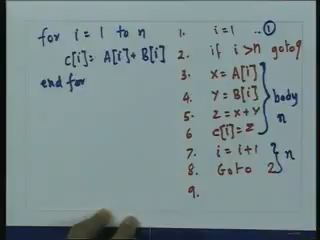 for i = 1 to n
c[i] = A[i] + B[i]
end for
1. i = 1 .. ①
2. if i > n goto 9
3. x = A[i]
4. y = B[i]
5. z = x + y
6 c[i] = z
body
n
7. i = i + 1
8. Goto 2
n
9.